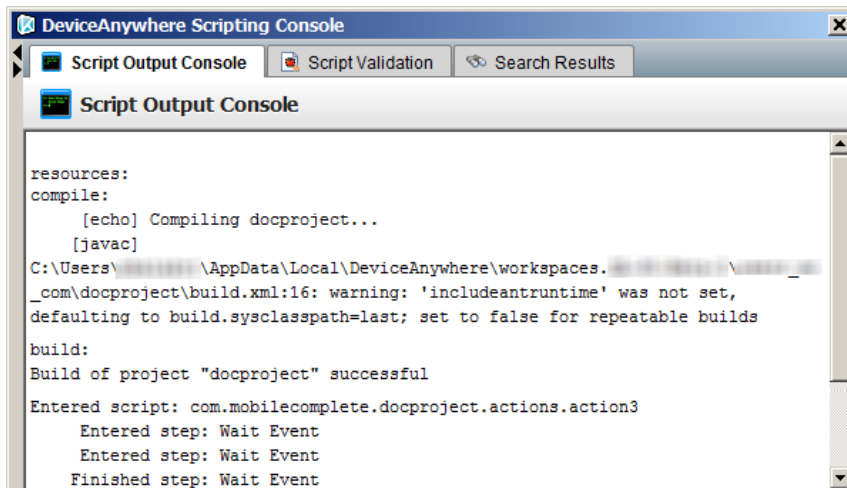 DeviceAnywhere Scripting Console
Script Output Console Script Validation Search Results
Script Output Console
resources:
compile:
[echo] Compiling docproject...
[javac]
C:\Users\ \AppData\Local\DeviceAnywhere\workspaces. \
_com\docproject\build.xml:16: warning: 'includeantruntime' was not set,
defaulting to build.sysclasspath=last; set to false for repeatable builds
build:
Build of project "docproject" successful
Entered script: com.mobilecomplete.docproject.actions.action3
Entered step: Wait Event
Entered step: Wait Event
Finished step: Wait Event